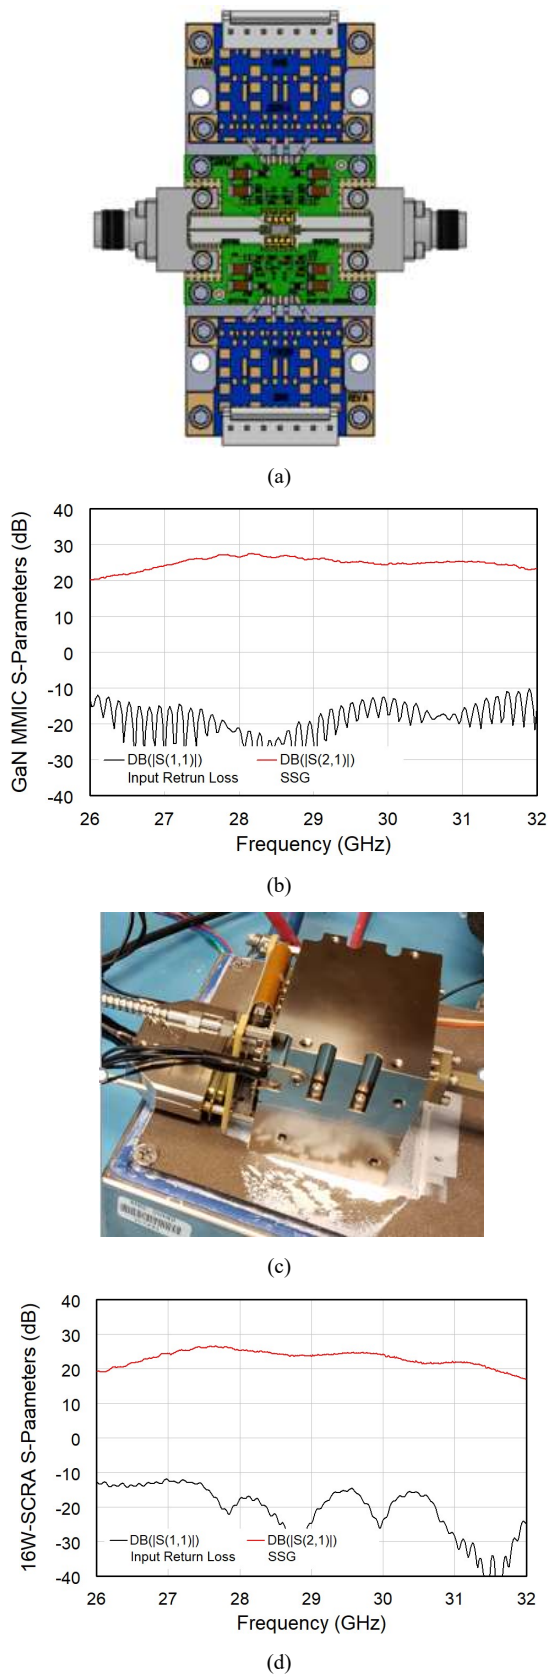 REV A
(a)
GaN MMIC S-Parameters (dB)
40
30
20
10
0
-10
-20
-30
-40
DB(|S(1,1)|)
Input Retrun Loss
DB(|S(2,1)|)
SSG
26 27 28 29 30 31 32
Frequency (GHz)
(b)
(c)
16W-SCRA S-Paameters (dB)
40
30
20
10
0
-10
-20
-30
-40
DB(|S(1,1)|)
Input Return Loss
DB(|S(2,1)|)
SSG
26 27 28 29 30 31 32
Frequency (GHz)
(d)